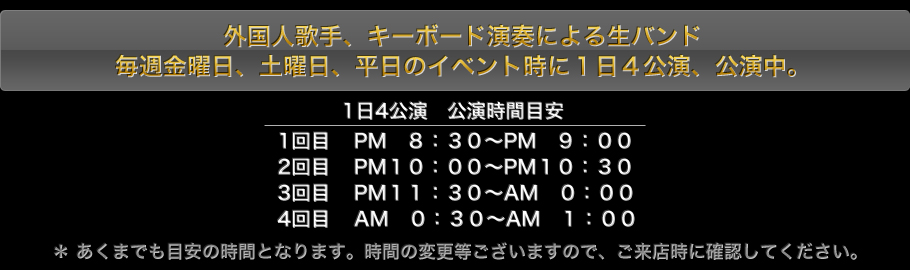 外国人歌手、キーボード演奏による生バンド
毎週金曜日、土曜日、平日のイベント時に１日４公演、公演中。
1日4公演　公演時間目安
1回目　PM　８：３０〜PM　９：００
2回目　PM１０：００〜PM１０：３０
3回目　PM１１：３０〜AM　０：００
4回目　AM　０：３０〜AM　１：００
＊ あくまでも目安の時間となります。時間の変更等ございますので、ご来店時に確認してください。